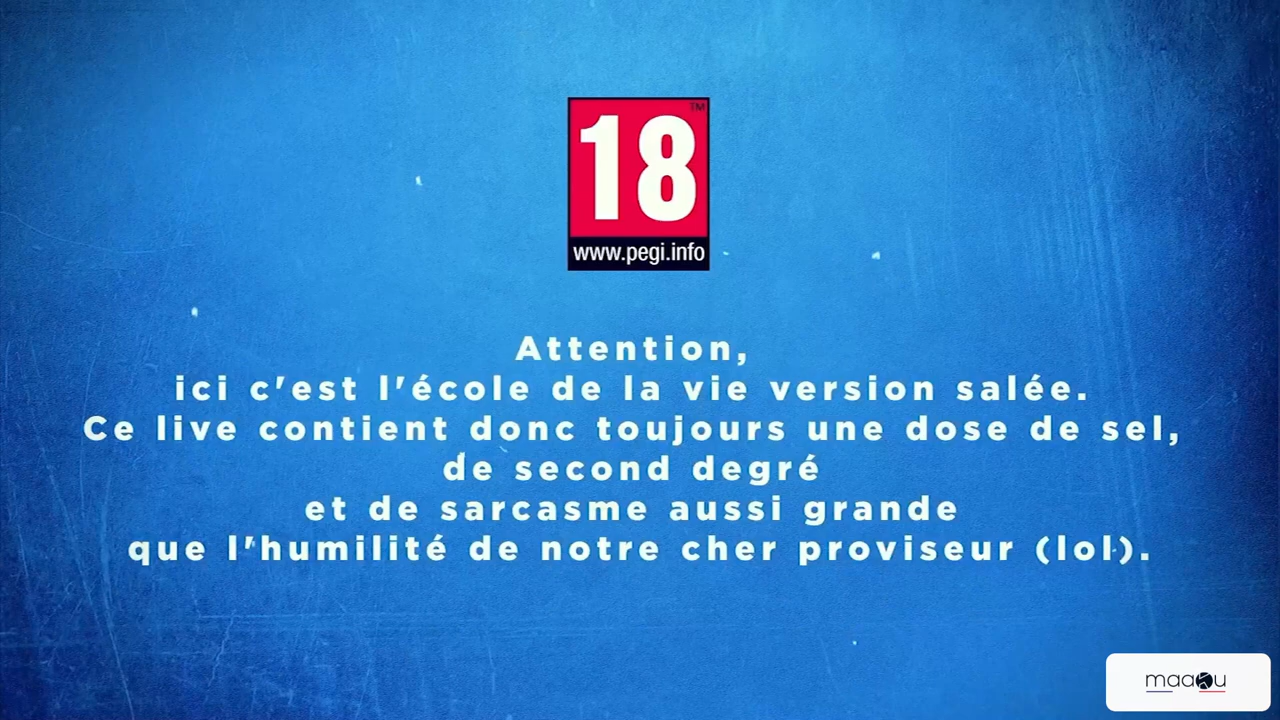 18
TM
www.pegi.info
Attention,
ici c'est l'école de la vie version salée.
Ce live contient donc toujours une dose de sel,
de second degré
et de sarcasme aussi grande
que l'humilité de notre cher proviseur (lol).
maaku